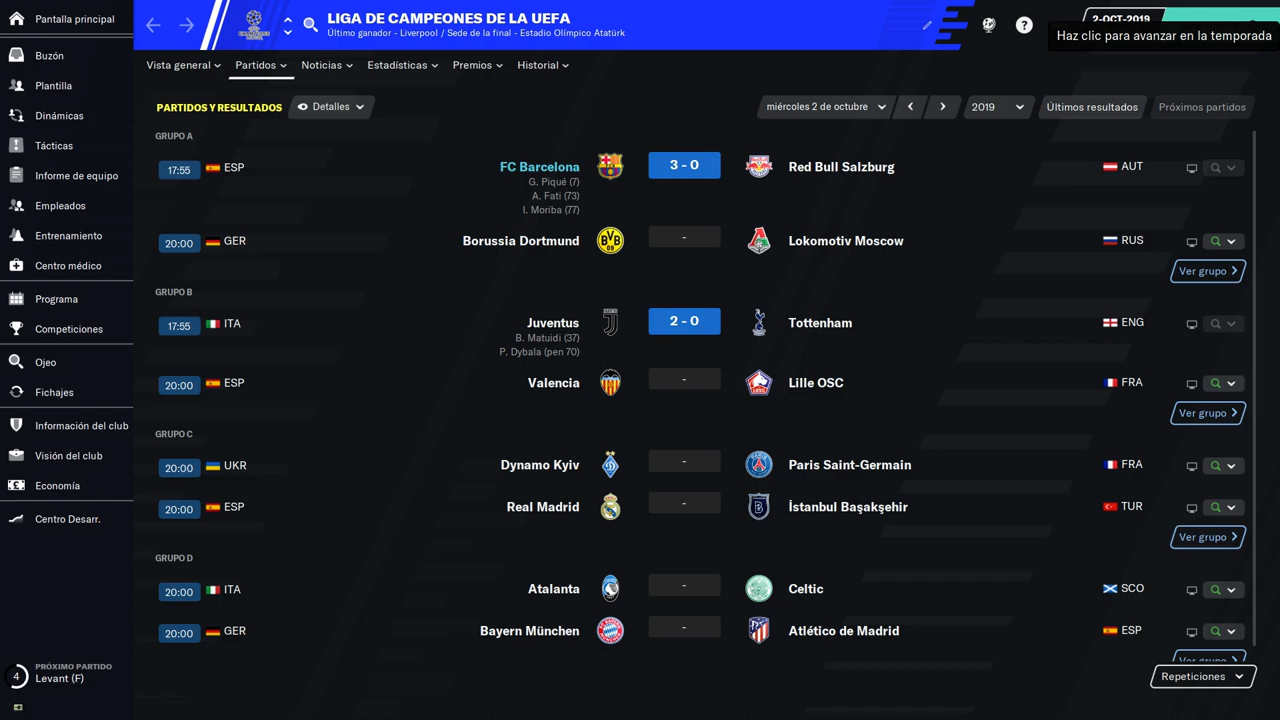 Pantalla principal
Buzón
Plantilla
Dinámicas
Tácticas
Informe de equipo
Empleados
Entrenamiento
Centro médico
Programa
Competiciones
Ojeo
Fichajes
Información del club
Visión del club
Economía
Centro Desarr.
4
PRÓXIMO PARTIDO
Levant (F)
LIGA DE CAMPEONES DE LA UEFA
Último ganador - Liverpool / Sede de la final - Estadio Olímpico Atatürk
?
2-OCT-2019
Haz clic para avanzar en la temporada
Vista general Partidos Noticias Estadísticas Premios Historial
PARTIDOS Y RESULTADOS Detalles miércoles 2 de octubre 2019 Últimos resultados Próximos partidos
GRUPO A
17:55 ESP FC Barcelona 3 - 0 Red Bull Salzburg AUT
G. Piqué (7)
A. Fati (73)
I. Moriba (77)
20:00 GER Borussia Dortmund - Lokomotiv Moscow RUS
Ver grupo
GRUPO B
17:55 ITA Juventus 2 - 0 Tottenham ENG
B. Matuidi (37)
P. Dybala (pen 70)
20:00 ESP Valencia - Lille OSC FRA
Ver grupo
GRUPO C
20:00 UKR Dynamo Kyiv - Paris Saint-Germain FRA
20:00 ESP Real Madrid - İstanbul Başakşehir TUR
Ver grupo
GRUPO D
20:00 ITA Atalanta - Celtic SCO
20:00 GER Bayern München - Atlético de Madrid ESP
Ver grupo
Repeticiones